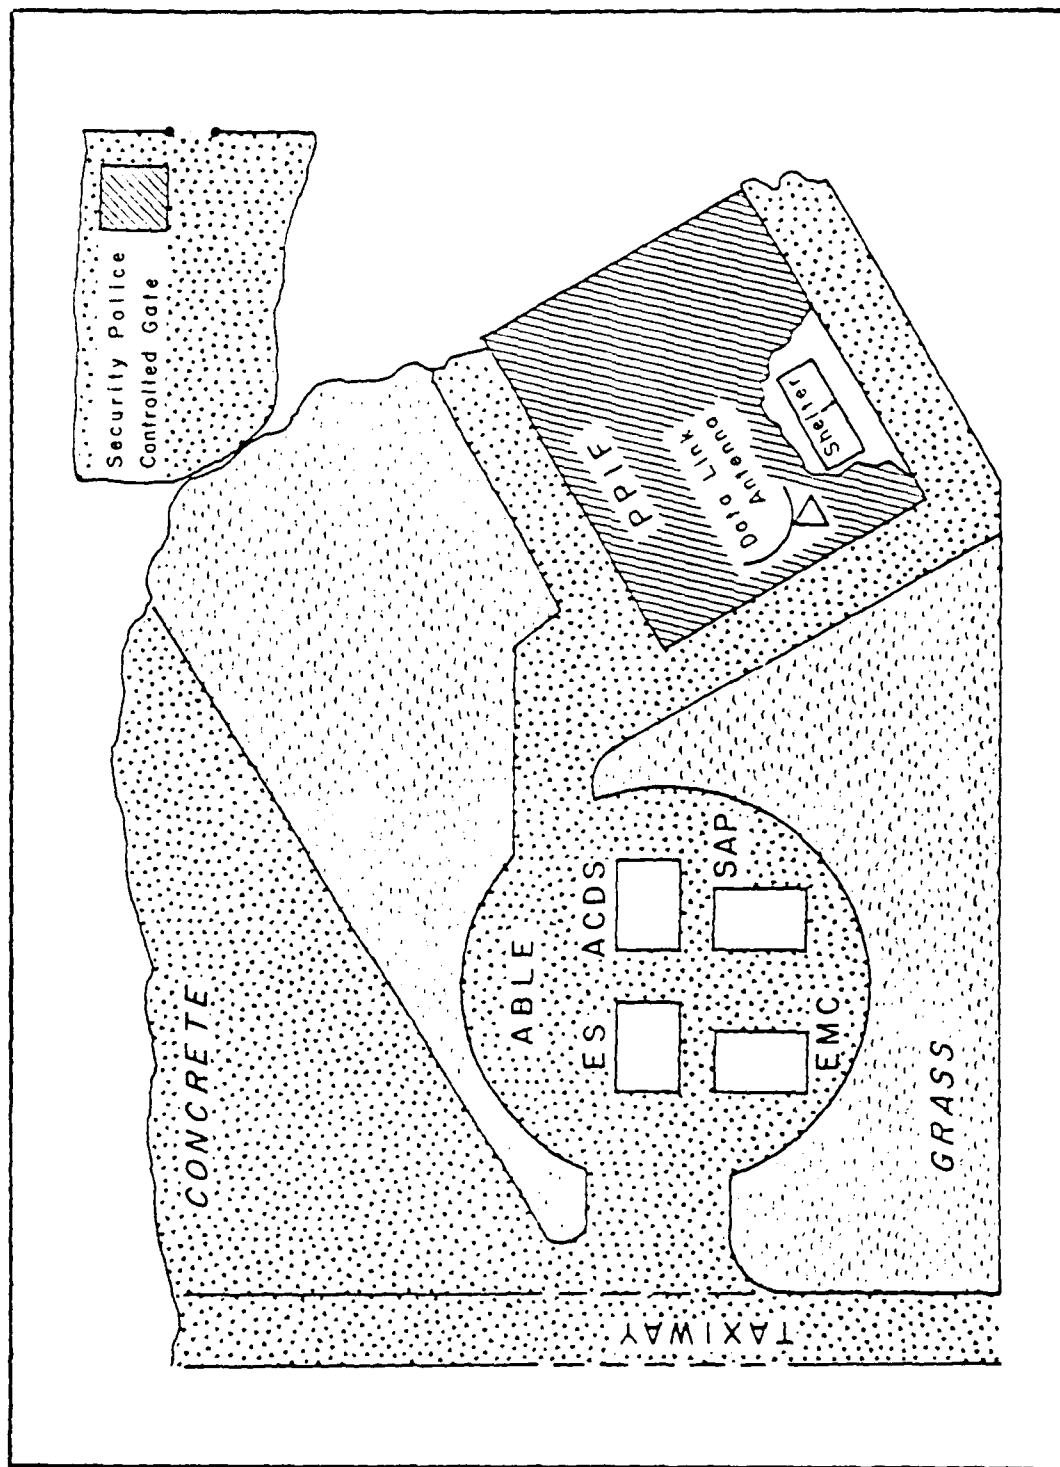 Security Police
Controlled Gate
CONCRETE
PPIF
Data Link
Antenna
Shelter
ABLE
ES
ACDS
SAP
EMC
GRASS
TAXIWAY